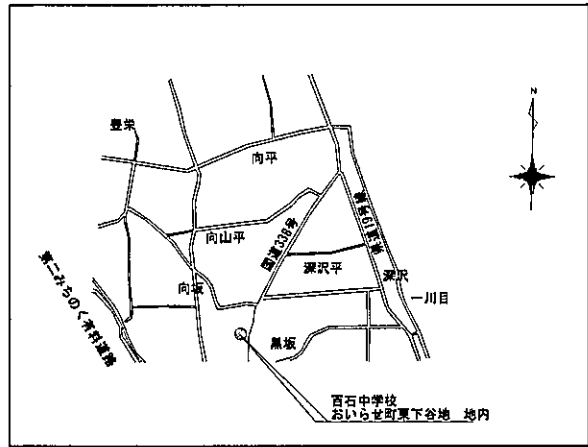 N
豊栄
向平
向山平
国道338号
県道19号線
深沢平
深沢
向坂
一川目
第二みちのく有料道路
黒坂
百石中学校
おいらせ町東下谷地 地内